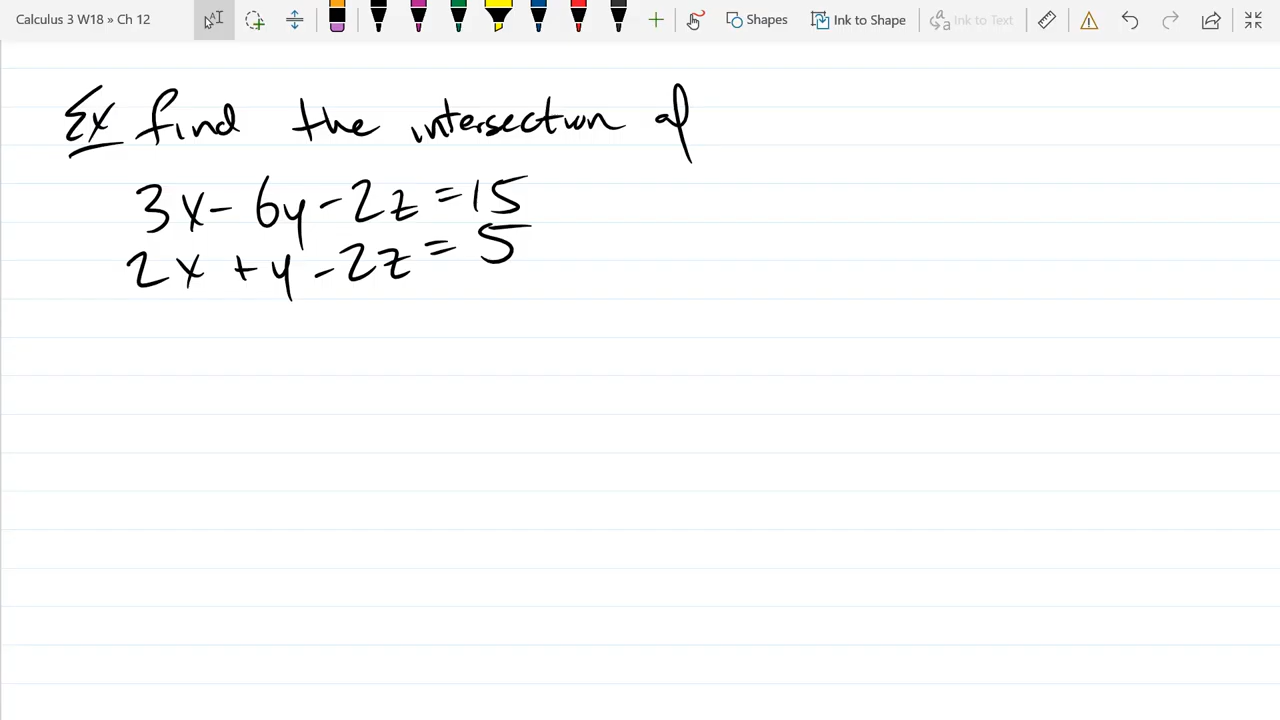 Calculus 3 W18 » Ch 12
Shapes Ink to Shape Ink to Text
Ex find the intersection of
3x - 6y - 2z = 15
2x + y - 2z = 5